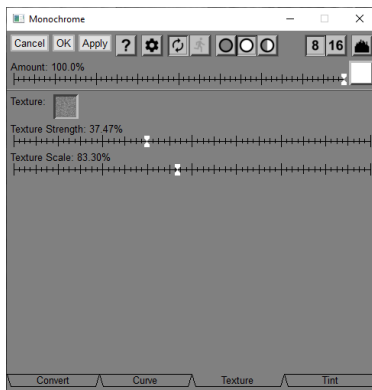 Monochrome
Cancel OK Apply ? 8 16
Amount: 100.0%
Texture:
Texture Strength: 37.47%
Texture Scale: 83.30%
Convert Curve Texture Tint